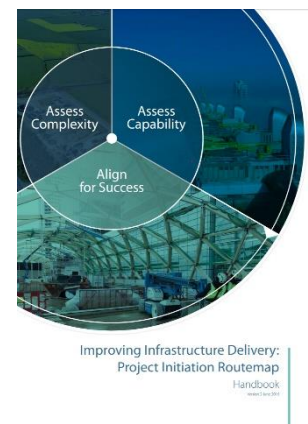 Assess
Complexity
Assess
Capability
Align
for Success
Improving Infrastructure Delivery:
Project Initiation Routemap
Handbook